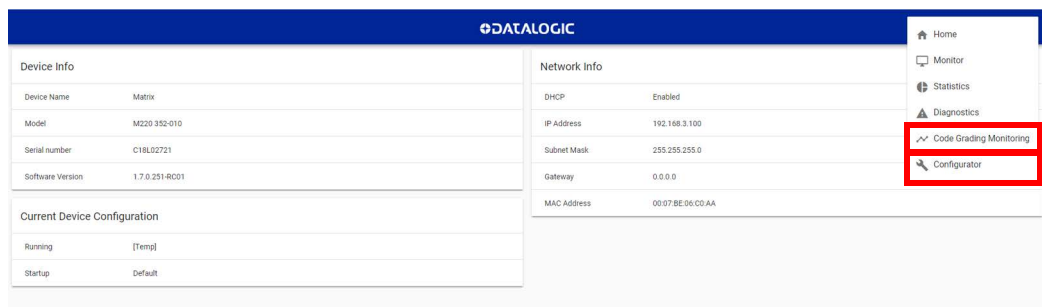 DATALOGIC
Home
Monitor
Statistics
Diagnostics
Code Grading Monitoring
Configurator
Device Info
Device Name Matrix
Model M220 352-010
Serial number C18L02721
Software Version 1.7.0.251-RC01
Current Device Configuration
Running [Temp]
Startup Default
Network Info
DHCP Enabled
IP Address 192.168.3.100
Subnet Mask 255.255.255.0
Gateway 0.0.0.0
MAC Address 00:07:BE:06:C0:AA